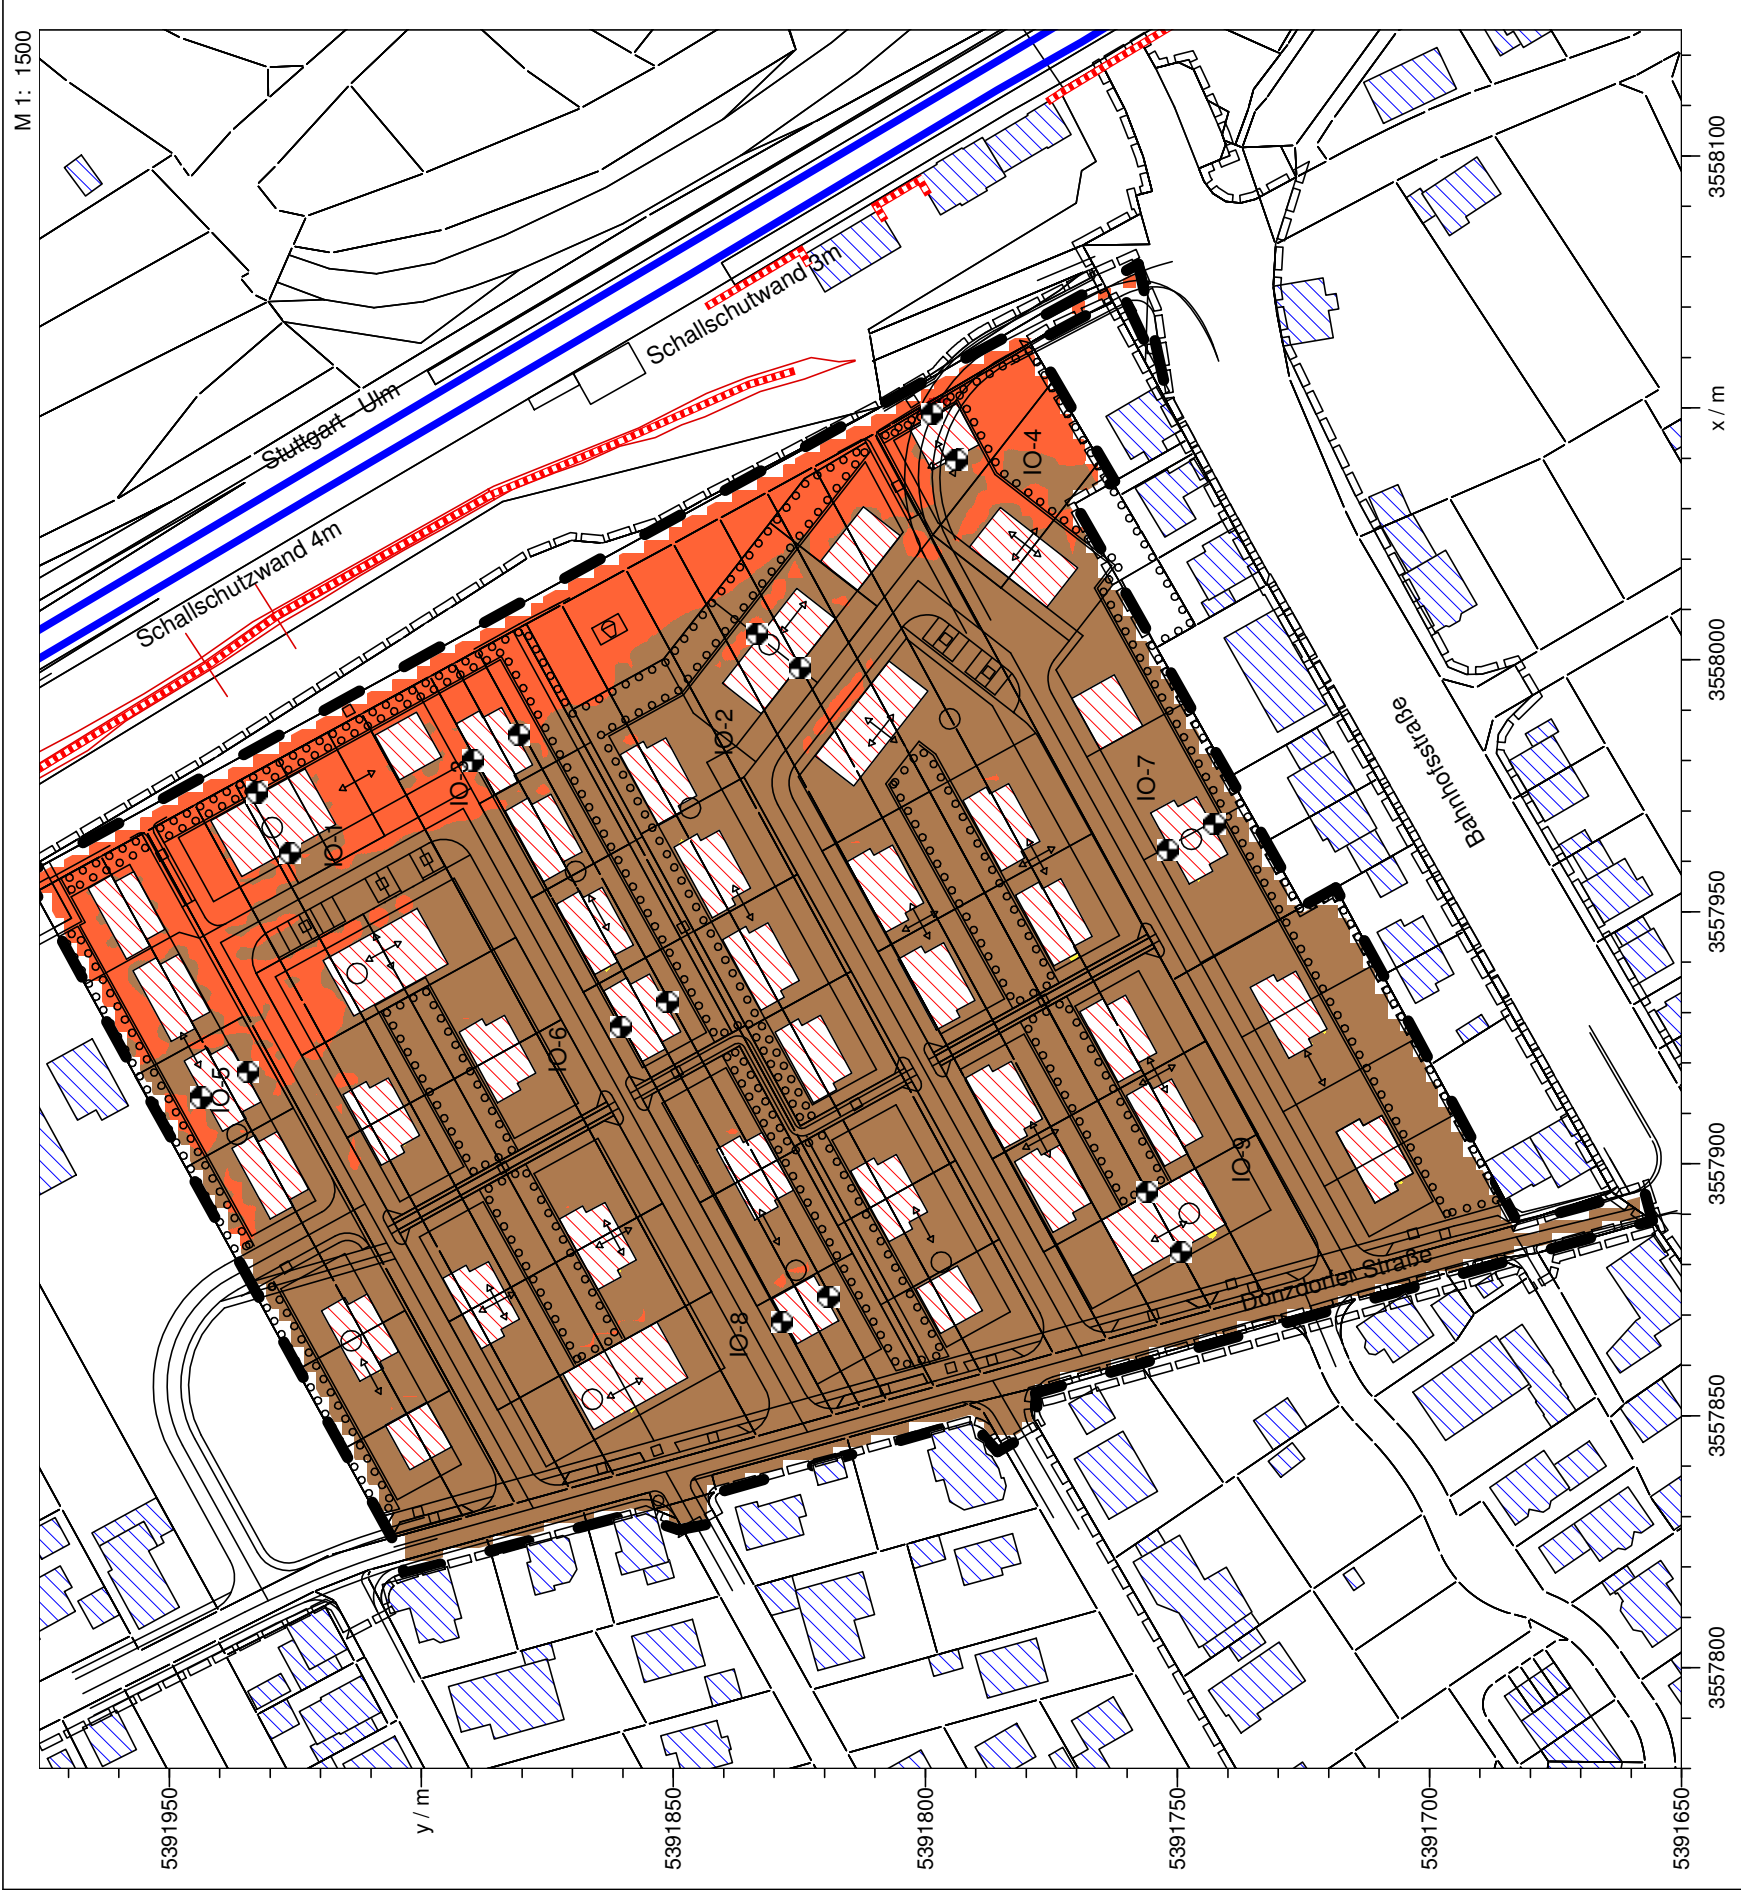 M 1: 1500
Stuttgart - Ulm
Schallschutzwand 4m
Schallschutwand 3m
IO-1
IO-2
IO-3
IO-4
IO-5
IO-6
IO-7
IO-8
IO-9
Bahnhofsstraße
Donzdorfer Straße
5391950
y / m
5391850
5391800
5391750
5391700
5391650
3557800
3557850
3557900
3557950
3558000
x / m
3558100